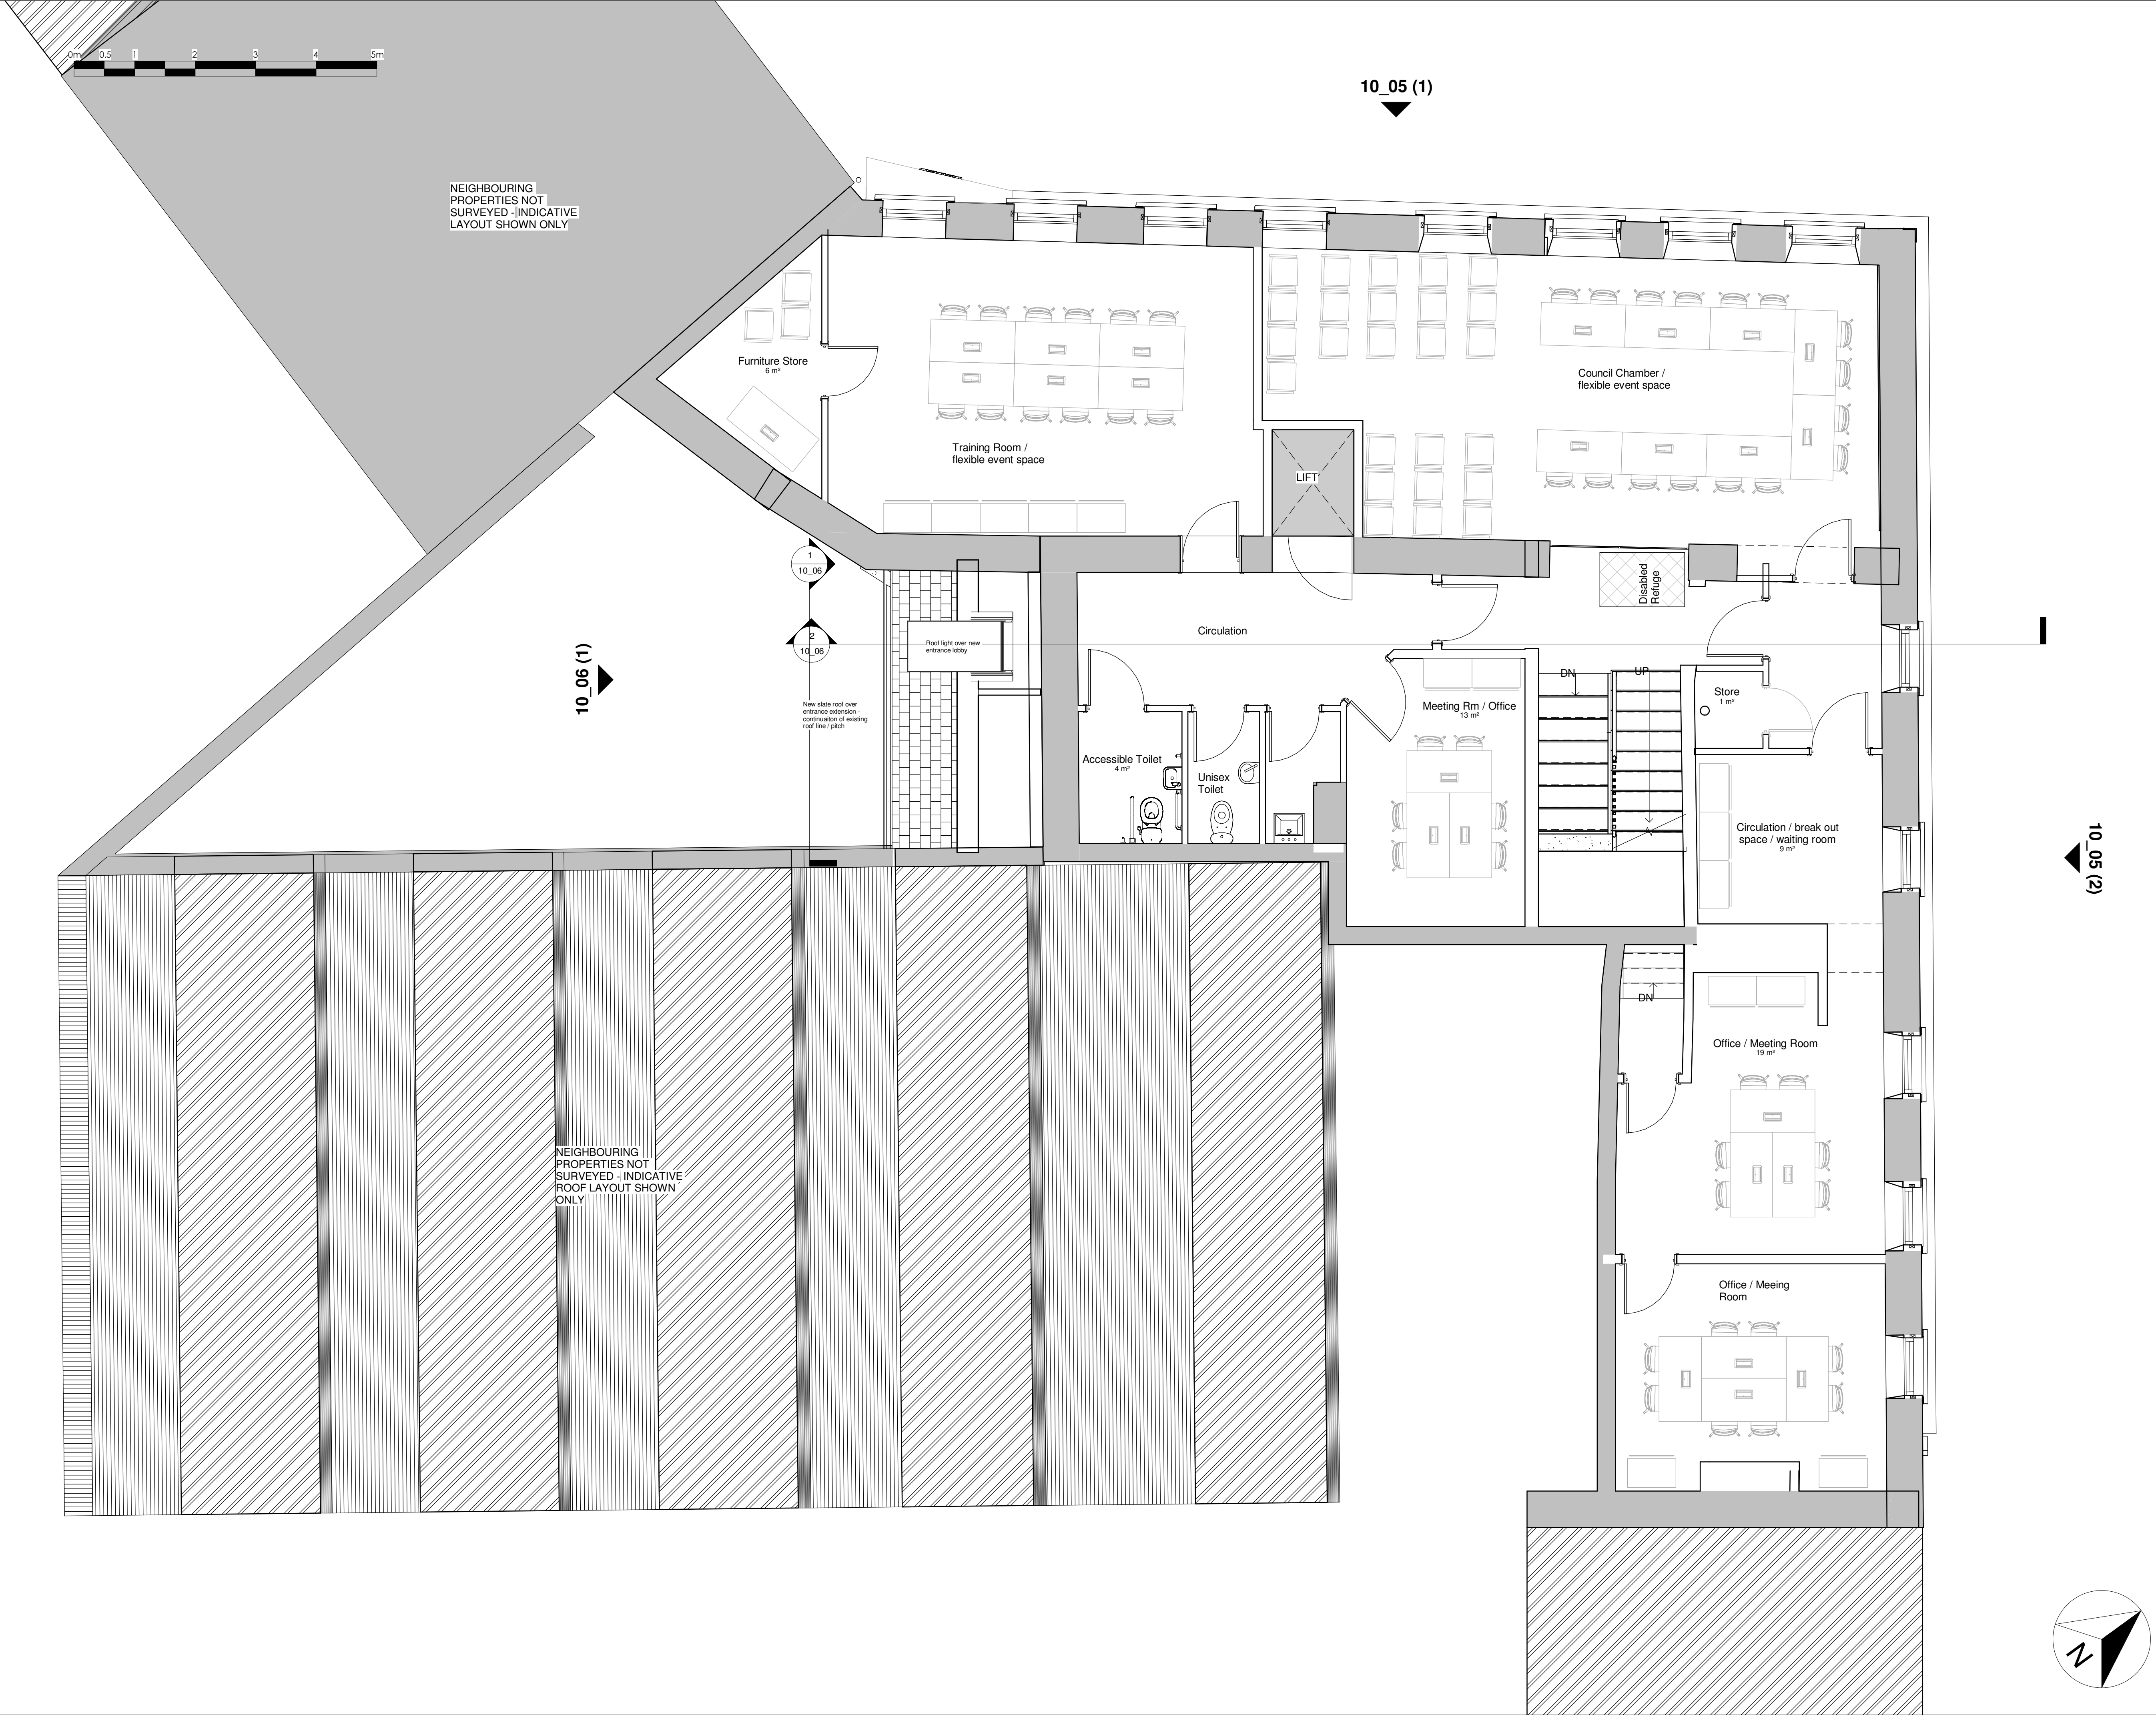 0m 0.5 1 2 3 4 5m
10_05 (1)
NEIGHBOURING
PROPERTIES NOT
SURVEYED - INDICATIVE
LAYOUT SHOWN ONLY
Furniture Store
6 m²
Council Chamber /
flexible event space
Training Room /
flexible event space
LIFT
1
10_06
Disabled
Refuge
2
10_06
Circulation
Roof light over new
entrance lobby
10_06 (1)
DN
UP
Store
1 m²
New slate roof over
entrance extension -
continuaiton of existing
roof line / pitch
Meeting Rm / Office
13 m²
Accessible Toilet
4 m²
Unisex
Toilet
Circulation / break out
space / waiting room
9 m²
10_05 (2)
DN
Office / Meeting Room
19 m²
NEIGHBOURING
PROPERTIES NOT
SURVEYED - INDICATIVE
ROOF LAYOUT SHOWN
ONLY
Office / Meeing
Room
N